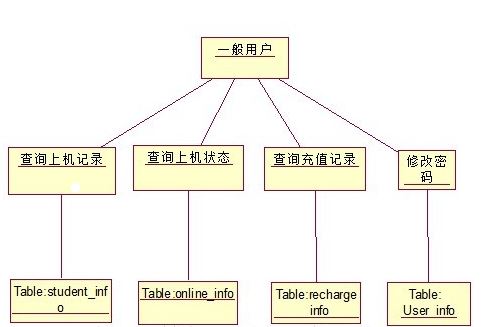 一般用户
查询上机记录
查询上机状态
查询充值记录
修改密
码
Table:student_inf
o
Table:online_info
Table:recharge
info
Table:
User_info